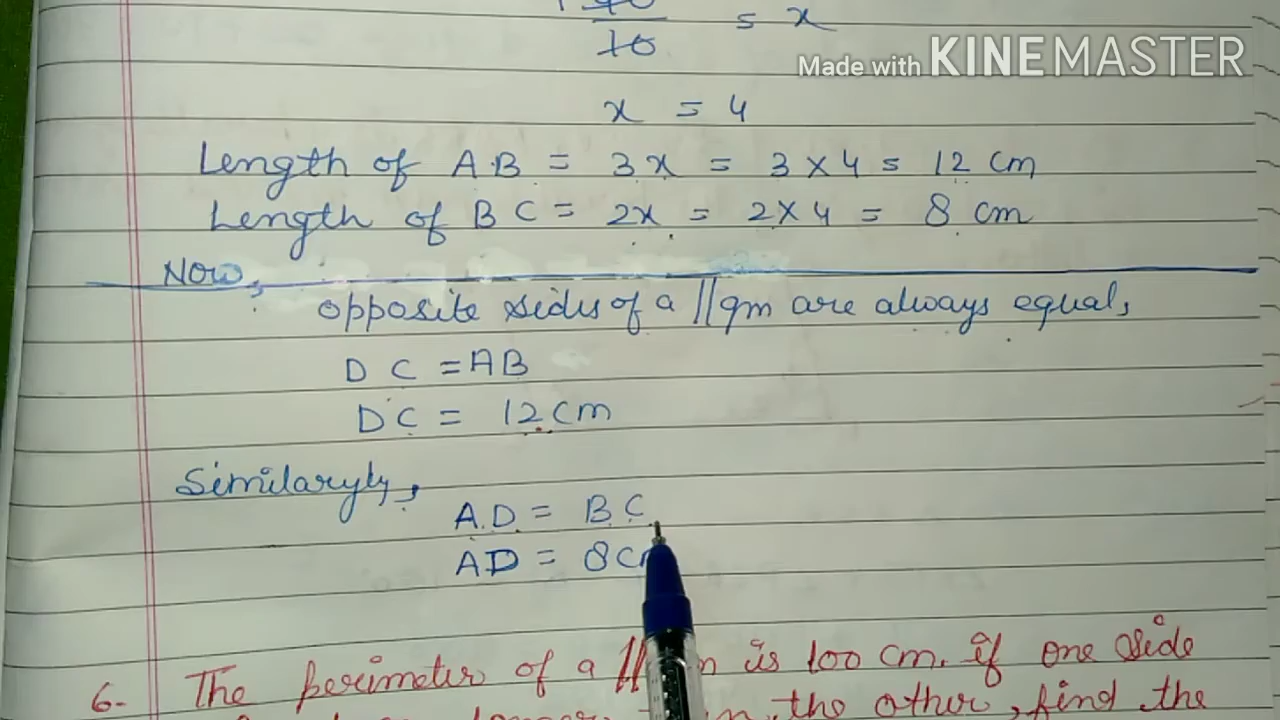 = x
10
Made with KINEMASTER
x = 4
Length of AB = 3x = 3 × 4 = 12 cm
Length of BC = 2x = 2 × 4 = 8 cm
Now,
opposite sides of a ||gm are always equal,
DC = AB
DC = 12 cm
Similaryly,
AD = BC
AD = 8
6. The perimeter of a || is 100 cm. if one side
the other, find the